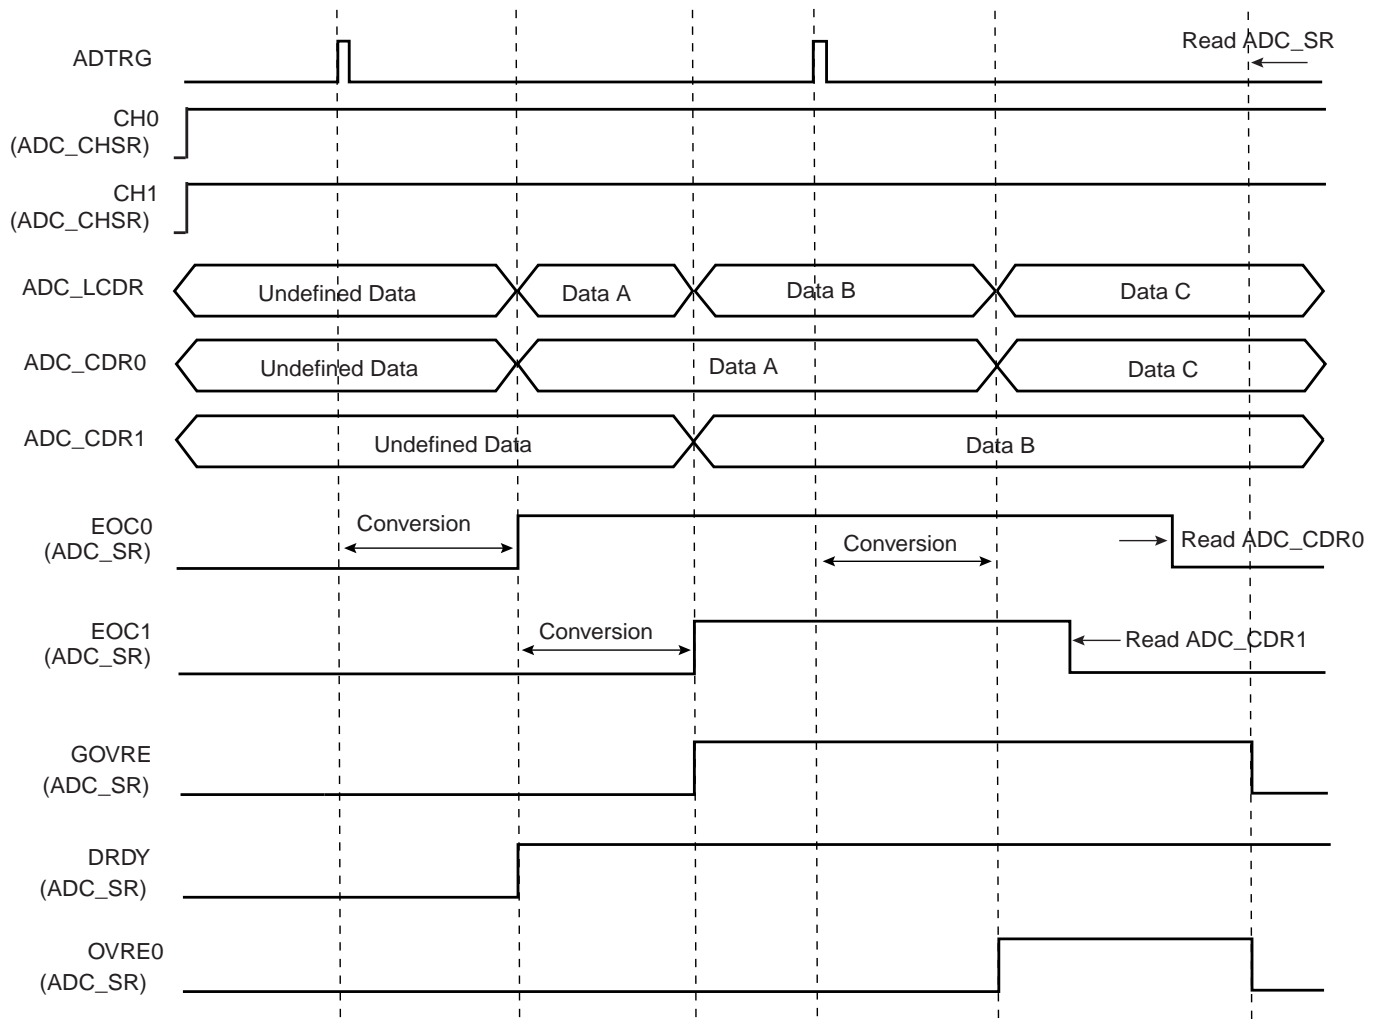 ADTRG
Read ADC_SR
CH0
(ADC_CHSR)
CH1
(ADC_CHSR)
ADC_LCDR
Undefined Data
Data A
Data B
Data C
ADC_CDR0
Undefined Data
Data A
Data C
ADC_CDR1
Undefined Data
Data B
EOC0
(ADC_SR)
Conversion
Conversion
Read ADC_CDR0
EOC1
(ADC_SR)
Conversion
Read ADC_CDR1
GOVRE
(ADC_SR)
DRDY
(ADC_SR)
OVRE0
(ADC_SR)